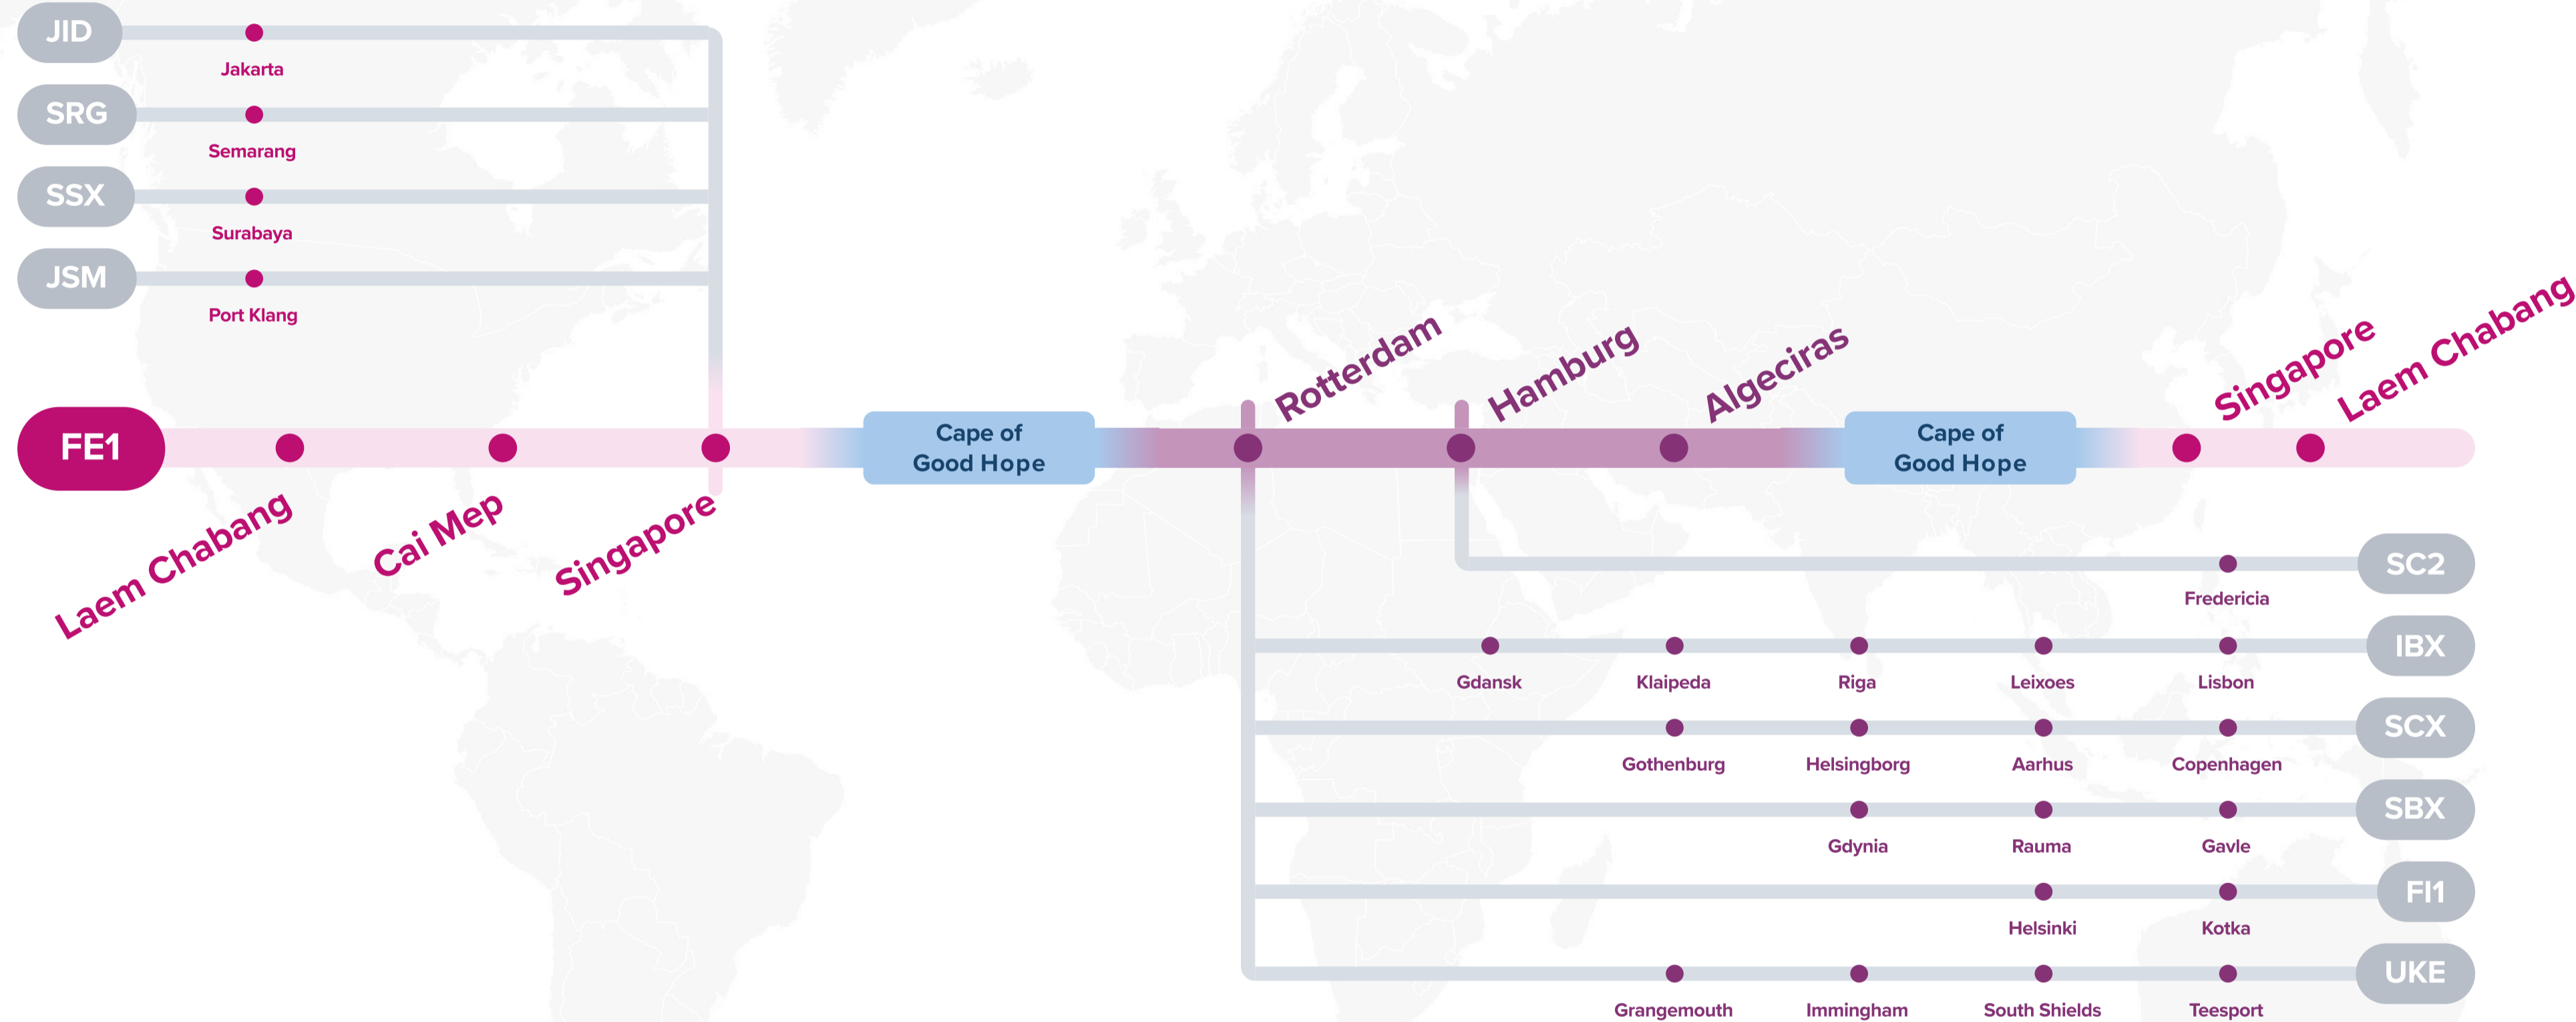 JID
Jakarta
SRG
Semarang
SSX
Surabaya
JSM
Port Klang
FE1
Laem Chabang
Cai Mep
Singapore
Cape of
Good Hope
Rotterdam
Hamburg
Algeciras
Cape of
Good Hope
Singapore
Laem Chabang
SC2
Fredericia
IBX
Gdansk Klaipeda Riga Leixoes Lisbon
SCX
Gothenburg Helsingborg Aarhus Copenhagen
SBX
Gdynia Rauma Gavle
FI1
Helsinki Kotka
UKE
Grangemouth Immingham South Shields Teesport